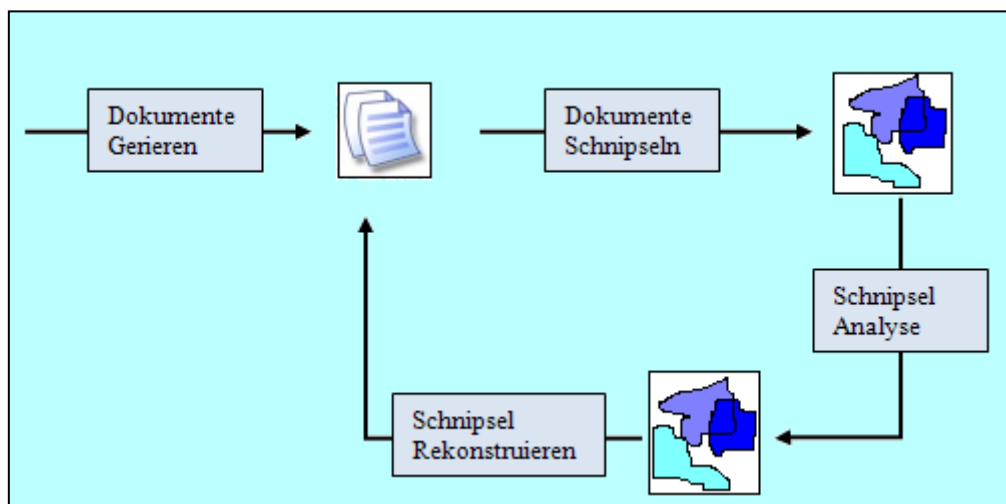 Dokumente
Gerieren
Dokumente
Schnipseln
Schnipsel
Analyse
Schnipsel
Rekonstruieren